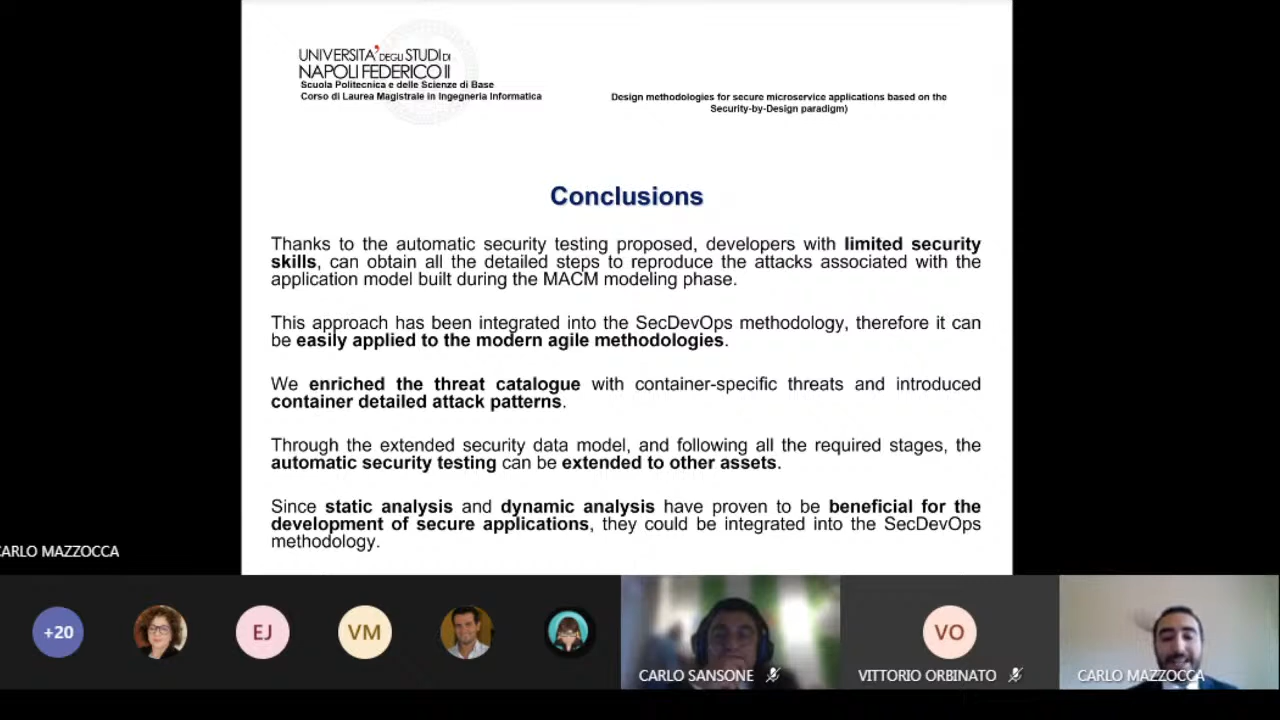 UNIVERSITA' DEGLI STUDI DI
NAPOLI FEDERICO II
Scuola Politecnica e delle Scienze di Base
Corso di Laurea Magistrale in Ingegneria Informatica
Design methodologies for secure microservice applications based on the
Security-by-Design paradigm)
Conclusions
Thanks to the automatic security testing proposed, developers with limited security
skills, can obtain all the detailed steps to reproduce the attacks associated with the
application model built during the MACM modeling phase.
This approach has been integrated into the SecDevOps methodology, therefore it can
be easily applied to the modern agile methodologies.
We enriched the threat catalogue with container-specific threats and introduced
container detailed attack patterns.
Through the extended security data model, and following all the required stages, the
automatic security testing can be extended to other assets.
Since static analysis and dynamic analysis have proven to be beneficial for the
development of secure applications, they could be integrated into the SecDevOps
methodology.
CARLO MAZZOCCA
+20
EJ
VM
VO
CARLO SANSONE
VITTORIO ORBINATO
CARLO MAZZOCCA